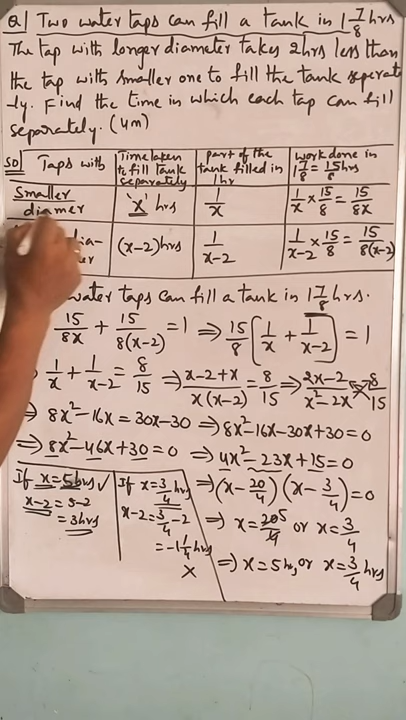 Q1 Two water taps can fill a tank in 1 7/8 hrs
The tap with longer diameter takes 2hrs less than
the tap with smaller one to fill the tank seperate
-ly. Find the time in which each tap can fill
seperately. (4m)
SO Taps with | Time taken to fill tank seperately | part of the tank filled in 1hr | work done in 1 7/8 = 15/8 hrs
Smaller diamer | 'x' hrs | 1/x | 1/x × 15/8 = 15/8x
dia- | (x-2)hrs | 1/x-2 | 1/x-2 × 15/8 = 15/8(x-2)
water taps can fill a tank in 1 7/8 hrs.
15/8x + 15/8(x-2) = 1 ⇒ 15/8 [1/x + 1/x-2] = 1
1/x + 1/x-2 = 8/15 ⇒ x-2+x/x(x-2) = 8/15 ⇒ 2x-2/x²-2x = 8/15
⇒ 8x²-16x = 30x-30 ⇒ 8x²-16x-30x+30=0
⇒ 8x²-46x+30=0 ⇒ 4x²-23x+15=0
If x=5hrs ✓
x-2=5-2
=3hrs
If x=3/4 hrs
x-2=3/4-2
=-1 1/4 hrs
×
⇒ (x-20/4)(x-3/4)=0
⇒ x=20/4 5 or x=3/4
⇒ x=5h, or x=3/4 hrs